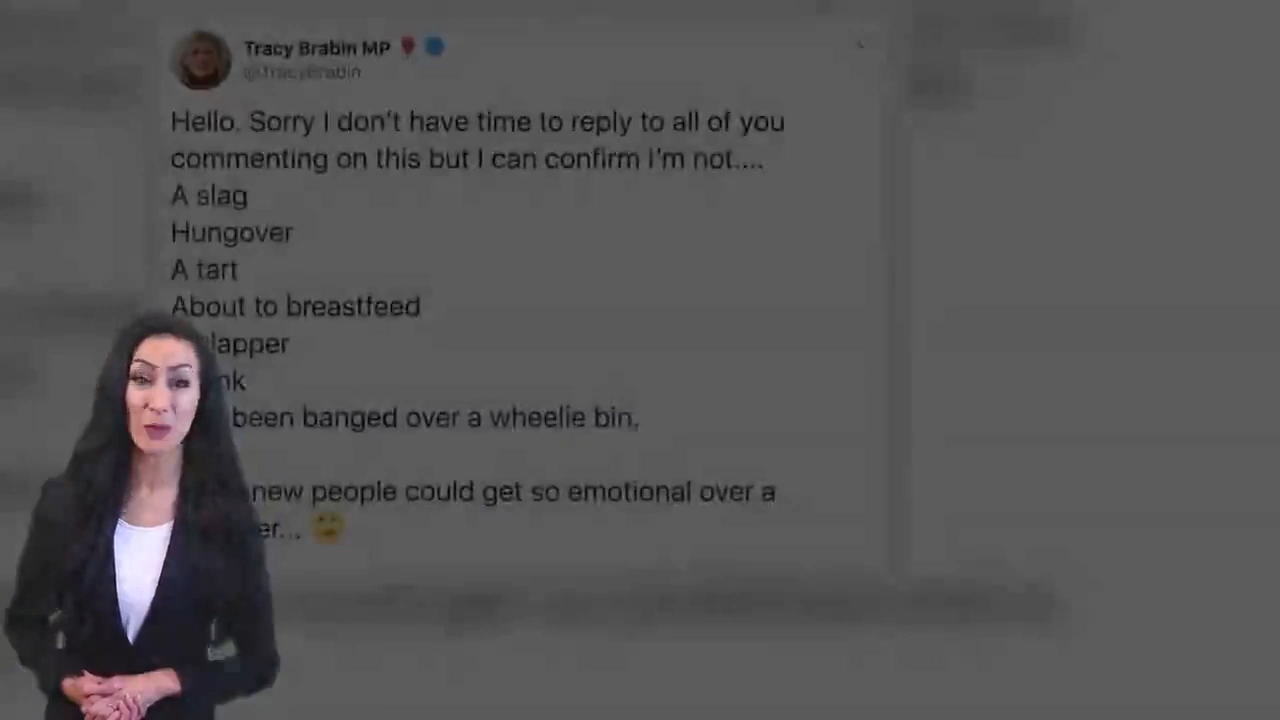 Tracy Brabin MP
@TracyBrabin
Hello. Sorry I don't have time to reply to all of you
commenting on this but I can confirm I'm not....
A slag
Hungover
A tart
About to breastfeed
lapper
nk
been banged over a wheelie bin.
new people could get so emotional over a
er...